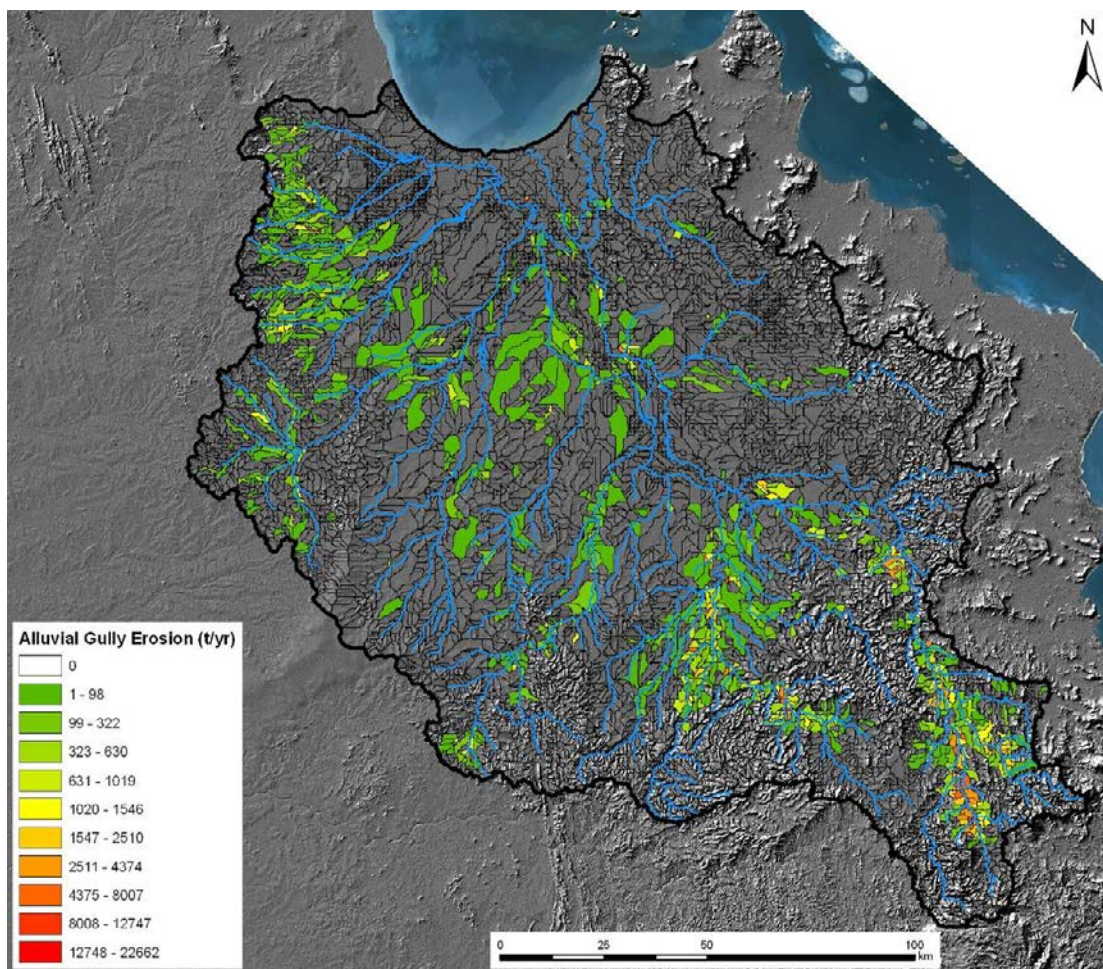 N
Alluvial Gully Erosion (t/yr)
0
1 - 98
99 - 322
323 - 630
631 - 1019
1020 - 1546
1547 - 2510
2511 - 4374
4375 - 8007
8008 - 12747
12748 - 22662
0 25 50 100
km